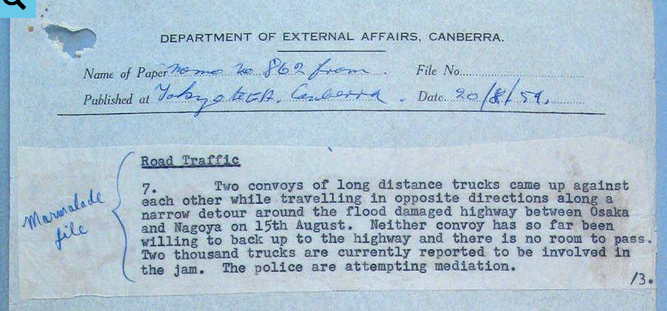 DEPARTMENT OF EXTERNAL AFFAIRS, CANBERRA.
Name of Paper memo no 862 from. File No.
Published at Tokyo to EA. Canberra. Date. 20/8/59.
Marmalade
file
Road Traffic
7. Two convoys of long distance trucks came up against
each other while travelling in opposite directions along a
narrow detour around the flood damaged highway between Osaka
and Nagoya on 15th August. Neither convoy has so far been
willing to back up to the highway and there is no room to pass.
Two thousand trucks are currently reported to be involved in
the jam. The police are attempting mediation.
/3.